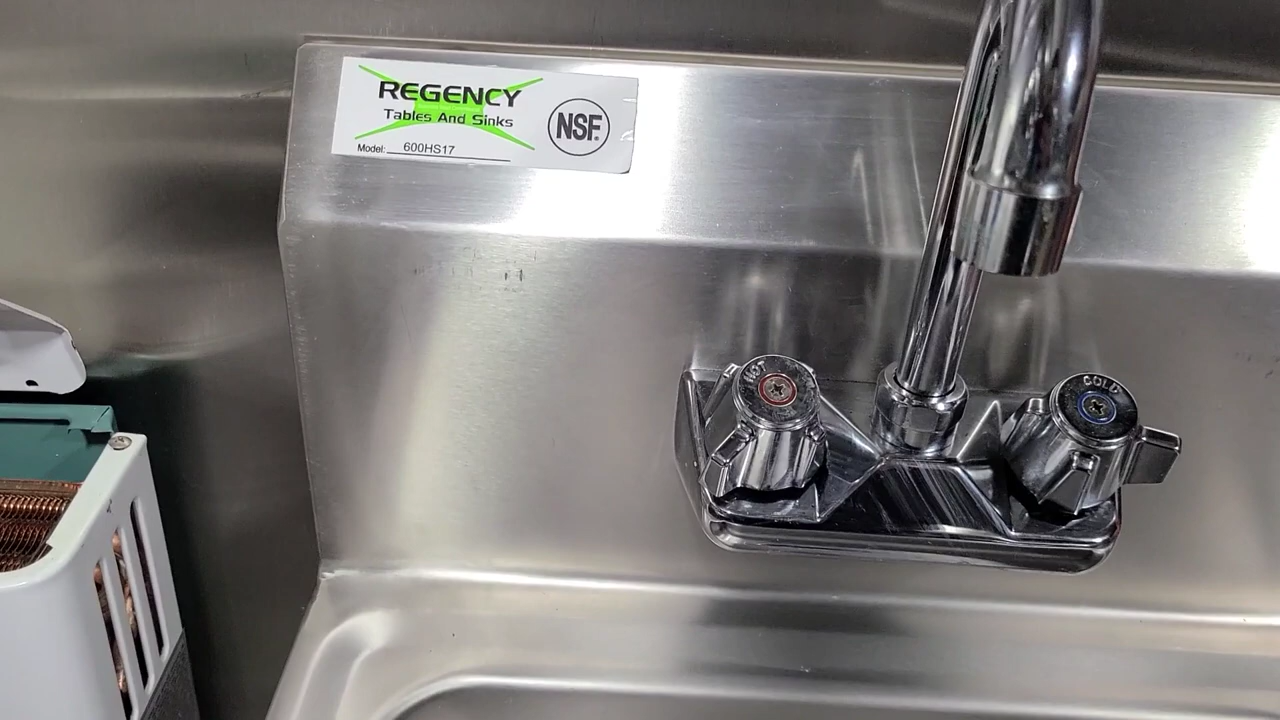 REGENCY
Tables And Sinks
NSF
Model: 600HS17
HOT
COLD